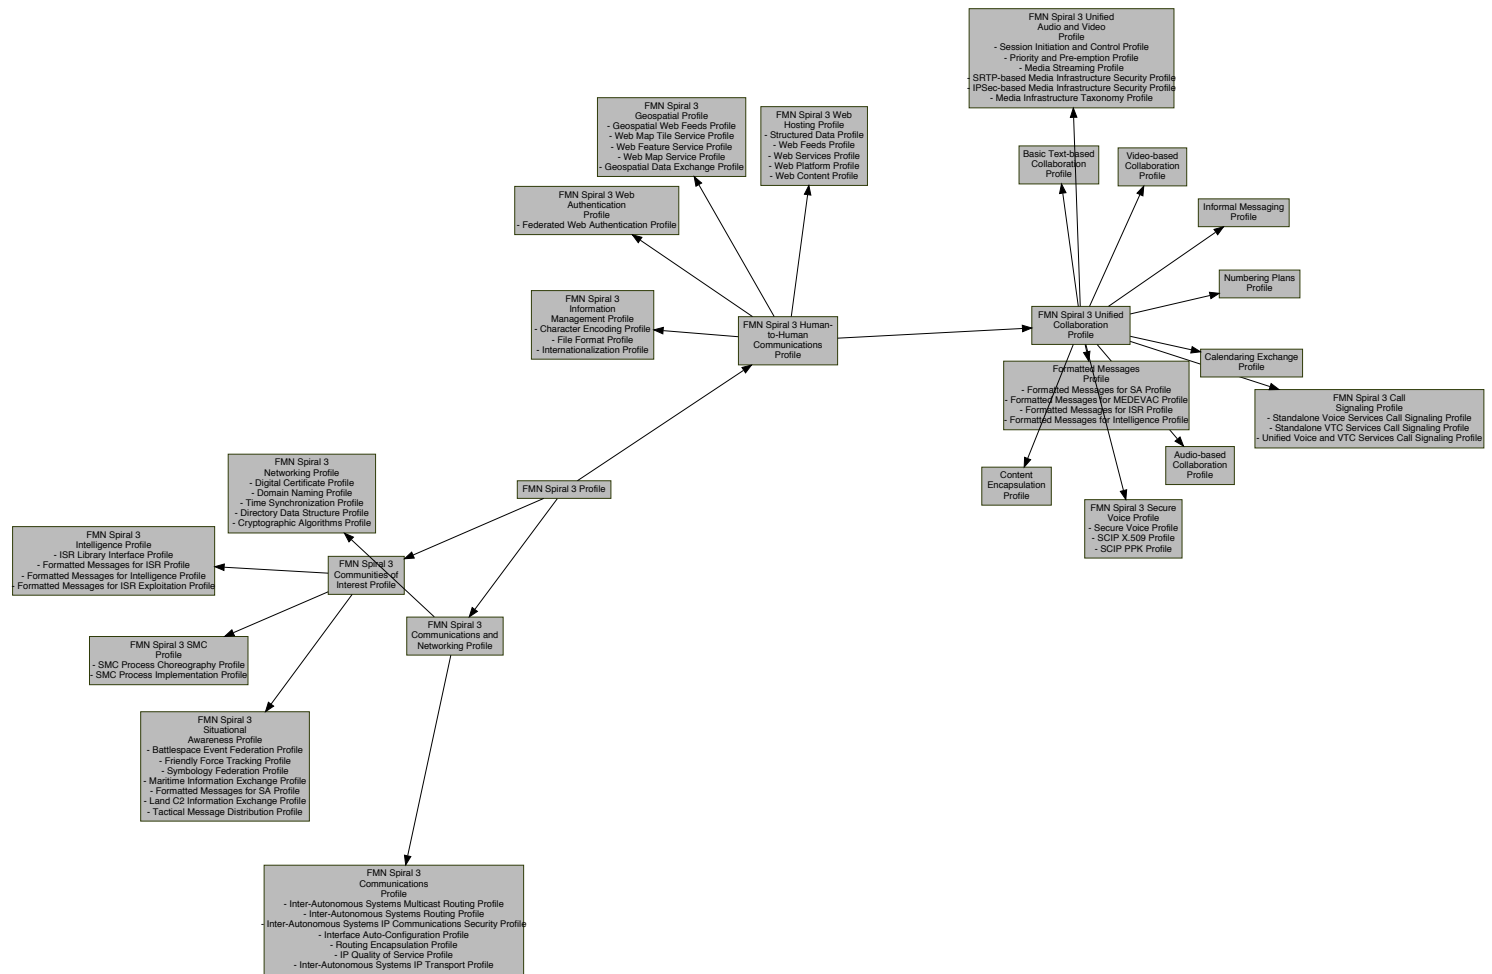 FMN Spiral 3 Unified
Audio and Video
Profile
- Session Initiation and Control Profile
- Priority and Pre-emption Profile
- Media Streaming Profile
- SRTP-based Media Infrastructure Security Profile
- IPSec-based Media Infrastructure Security Profile
- Media Infrastructure Taxonomy Profile
FMN Spiral 3
Geospatial Profile
- Geospatial Web Feeds Profile
- Web Map Tile Service Profile
- Web Feature Service Profile
- Web Map Service Profile
- Geospatial Data Exchange Profile
FMN Spiral 3 Web
Hosting Profile
- Structured Data Profile
- Web Feeds Profile
- Web Services Profile
- Web Platform Profile
- Web Content Profile
Basic Text-based
Collaboration
Profile
Video-based
Collaboration
Profile
FMN Spiral 3 Web
Authentication
Profile
- Federated Web Authentication Profile
Informal Messaging
Profile
Numbering Plans
Profile
FMN Spiral 3
Information
Management Profile
- Character Encoding Profile
- File Format Profile
- Internationalization Profile
FMN Spiral 3 Human-
to-Human
Communications
Profile
FMN Spiral 3 Unified
Collaboration
Profile
Calendaring Exchange
Profile
Formatted Messages
Profile
- Formatted Messages for SA Profile
- Formatted Messages for MEDEVAC Profile
- Formatted Messages for ISR Profile
- Formatted Messages for Intelligence Profile
FMN Spiral 3 Call
Signaling Profile
- Standalone Voice Services Call Signaling Profile
- Standalone VTC Services Call Signaling Profile
- Unified Voice and VTC Services Call Signaling Profile
Audio-based
Collaboration
Profile
Content
Encapsulation
Profile
FMN Spiral 3 Secure
Voice Profile
- Secure Voice Profile
- SCIP X.509 Profile
- SCIP PPK Profile
FMN Spiral 3 Profile
FMN Spiral 3
Networking Profile
- Digital Certificate Profile
- Domain Naming Profile
- Time Synchronization Profile
- Directory Data Structure Profile
- Cryptographic Algorithms Profile
FMN Spiral 3
Intelligence Profile
- ISR Library Interface Profile
- Formatted Messages for ISR Profile
- Formatted Messages for Intelligence Profile
- Formatted Messages for ISR Exploitation Profile
FMN Spiral 3
Communities of
Interest Profile
FMN Spiral 3
Communications and
Networking Profile
FMN Spiral 3 SMC
Profile
- SMC Process Choreography Profile
- SMC Process Implementation Profile
FMN Spiral 3
Situational
Awareness Profile
- Battlespace Event Federation Profile
- Friendly Force Tracking Profile
- Symbology Federation Profile
- Maritime Information Exchange Profile
- Formatted Messages for SA Profile
- Land C2 Information Exchange Profile
- Tactical Message Distribution Profile
FMN Spiral 3
Communications
Profile
- Inter-Autonomous Systems Multicast Routing Profile
- Inter-Autonomous Systems Routing Profile
- Inter-Autonomous Systems IP Communications Security Profile
- Interface Auto-Configuration Profile
- Routing Encapsulation Profile
- IP Quality of Service Profile
- Inter-Autonomous Systems IP Transport Profile